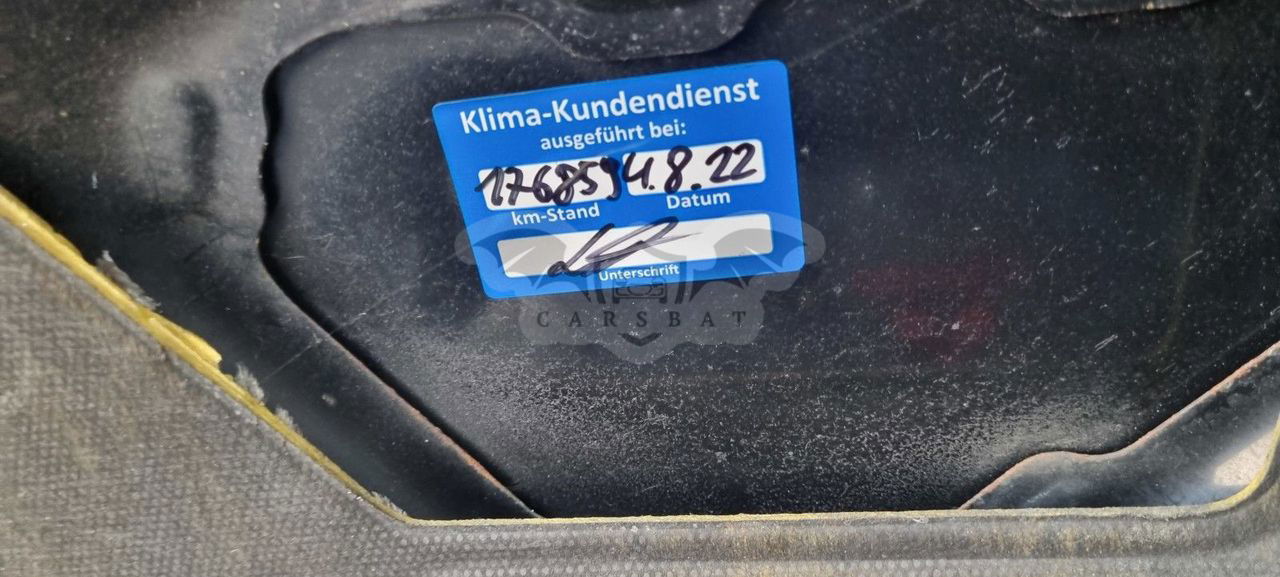 Klima-Kundendienst
ausgeführt bei:
176859 4.8.22
km-Stand Datum
Unterschrift
CARSBAT